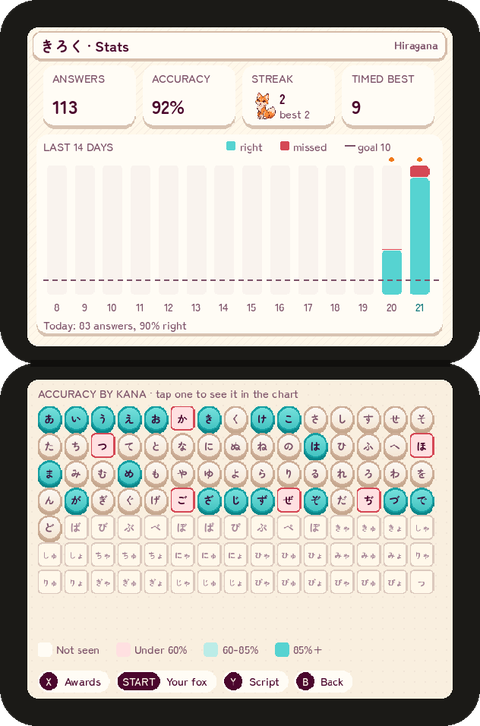 きろく · Stats
Hiragana
ANSWERS
113
ACCURACY
92%
STREAK
2
best 2
TIMED BEST
9
LAST 14 DAYS
right
missed
goal 10
8 9 10 11 12 13 14 15 16 17 18 19 20 21
Today: 83 answers, 90% right
ACCURACY BY KANA · tap one to see it in the chart
あ い う え お か き く け こ さ し す せ そ
た ち つ て と な に ぬ ね の は ひ ふ へ ほ
ま み む め も や ゆ よ ら り る れ ろ わ を
ん が ぎ ぐ げ ご ざ じ ず ぜ ぞ だ ぢ づ で
ど ば び ぶ べ ぼ ぱ ぴ ぷ ぺ ぽ きゃ きゅ きょ しゃ
しゅ しょ ちゃ ちゅ ちょ にゃ にゅ にょ ひゃ ひゅ ひょ みゃ みゅ みょ りゃ
りゅ りょ ぎゃ ぎゅ ぎょ じゃ じゅ じょ びゃ びゅ びょ ぴゃ ぴゅ ぴょ っ
Not seen
Under 60%
60-85%
85%+
X Awards
START Your fox
Y Script
B Back